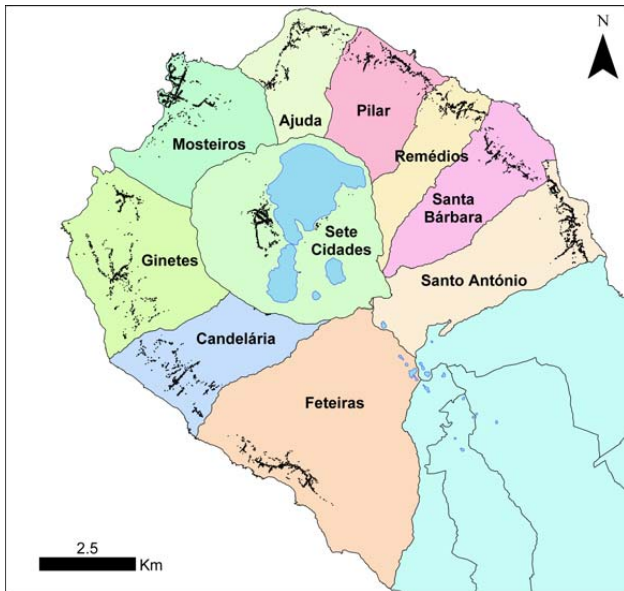 N
Ajuda
Pilar
Mosteiros
Remédios
Santa
Bárbara
Sete
Cidades
Ginetes
Santo António
Candelária
Feteiras
2.5
Km